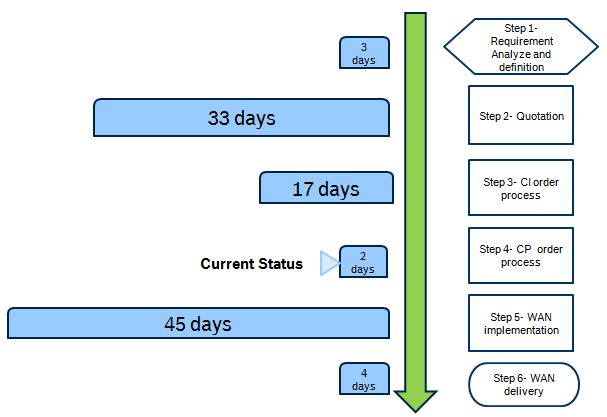 3
days
Step 1-
Requirement
Analyze and
definition
33 days
Step 2- Quotation
17 days
Step 3- CI order
process
Current Status
2
days
Step 4- CP order
process
45 days
Step 5- WAN
implementation
4
days
Step 6- WAN
delivery